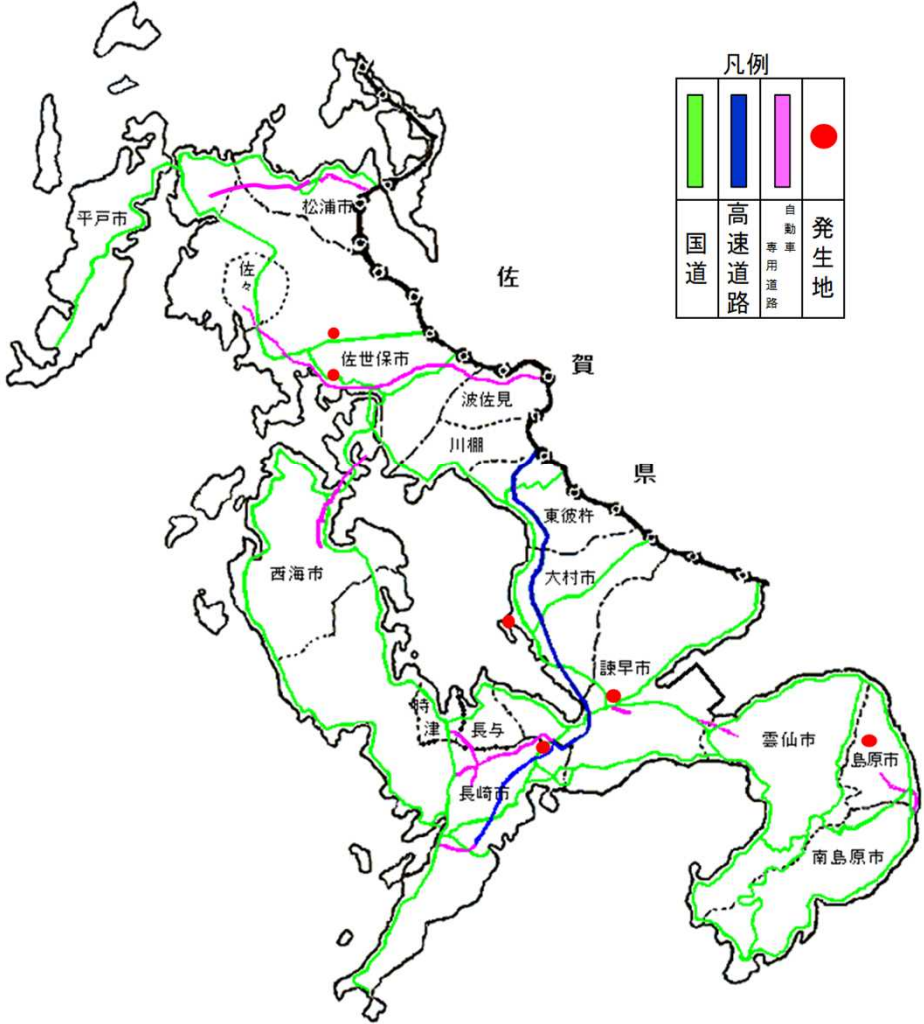 凡例
国道
高速道路
自動車
専用道路
発生地
平戸市
松浦市
佐々
佐
賀
県
佐世保市
波佐見
川棚
東彼杵
西海市
大村市
諫早市
時津
長与
長崎市
雲仙市
島原市
南島原市